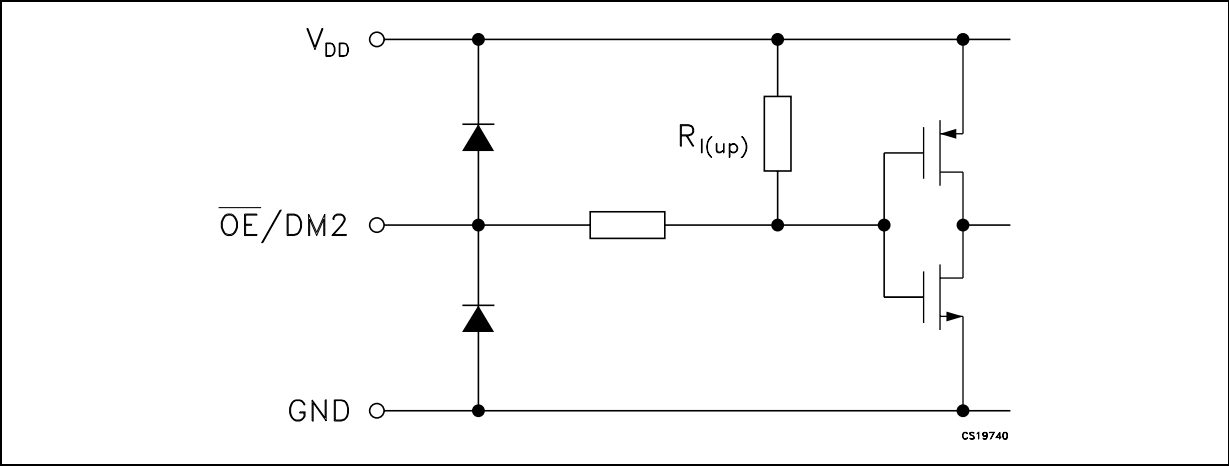 VDD
RI(up)
OE/DM2
GND
CS19740